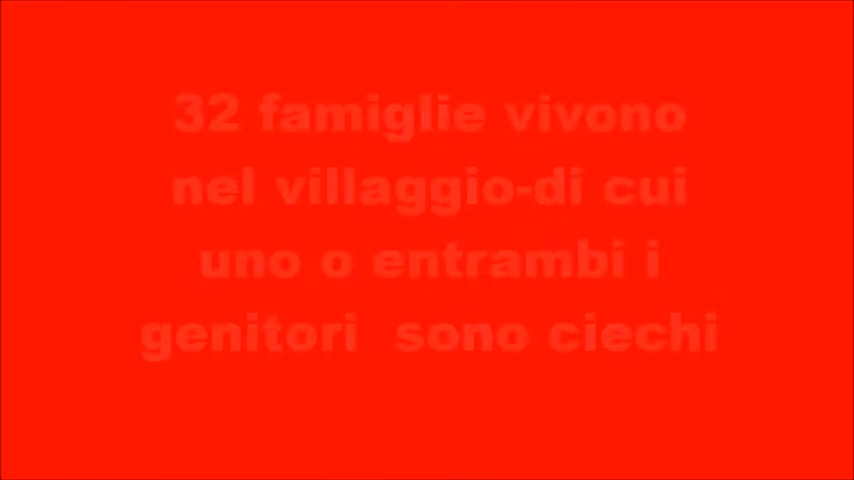 32 famiglie vivono
nel villaggio-di cui
uno o entrambi i
genitori  sono ciechi